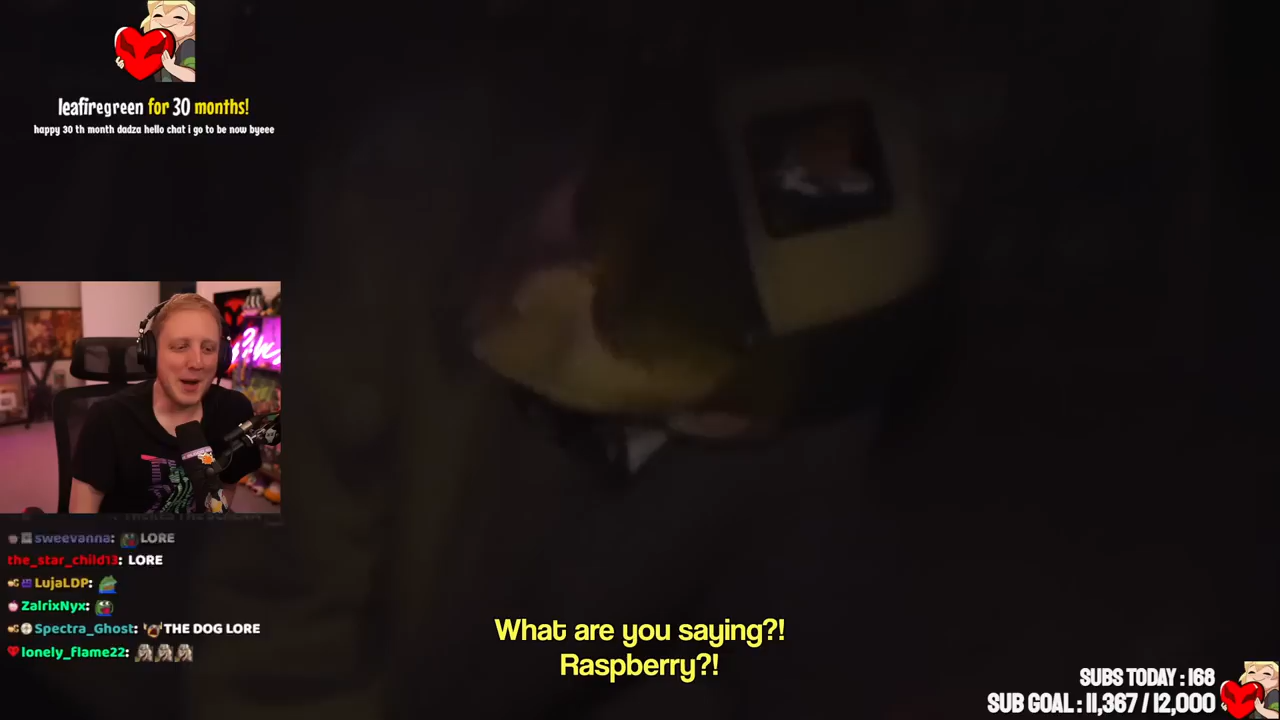 leafiregreen for 30 months!
happy 30 th month dadza hello chat i go to be now byeee
sweevanna: LORE
the_star_child13: LORE
LujaLDP:
ZalrixNyx:
Spectra_Ghost: THE DOG LORE
lonely_flame22:
What are you saying?!
Raspberry?!
SUBS TODAY : 168
SUB GOAL : 11,367 / 12,000